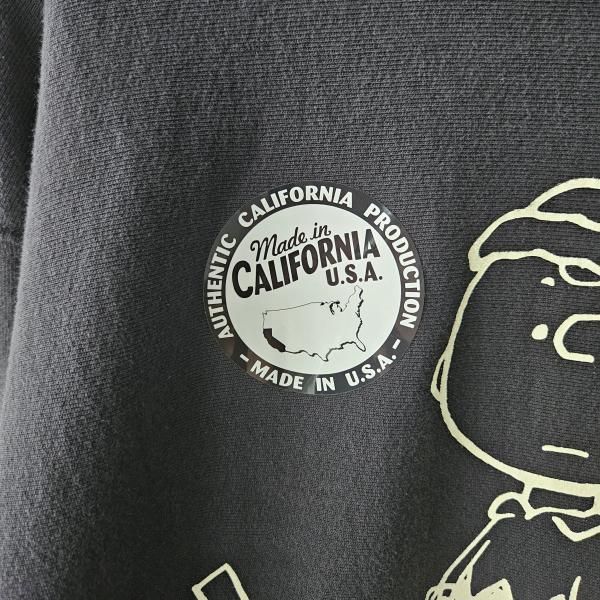 AUTHENTIC CALIFORNIA PRODUCTION
Made in
CALIFORNIA
U.S.A.
- MADE IN U.S.A. -